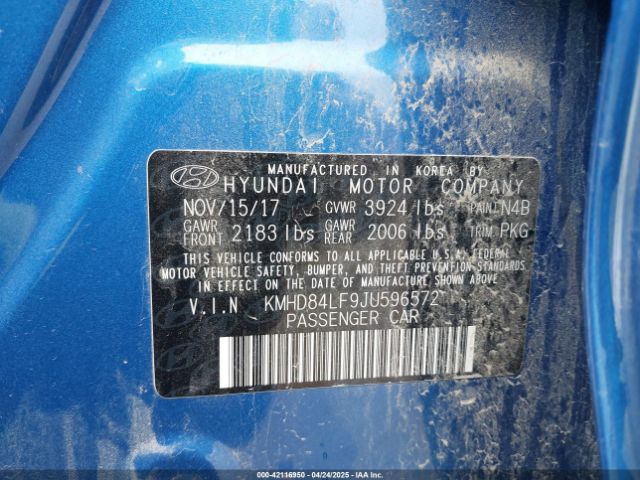 MANUFACTURED IN KOREA BY
HYUNDAI MOTOR COMPANY
NOV/15/17 GVWR 3924 lbs PAINT N4B
GAWR FRONT 2183 lbs GAWR REAR 2006 lbs TRIM PKG
THIS VEHICLE CONFORMS TO ALL APPLICABLE U.S.A. FEDERAL
MOTOR VEHICLE SAFETY, BUMPER, AND THEFT PREVENTION STANDARDS
IN EFFECT ON THE DATE OF MANUFACTURE SHOWN ABOVE.
V.I.N KMHD84LF9JU596572
PASSENGER CAR
000-42116950 - 04/24/2025 - IAAI.com